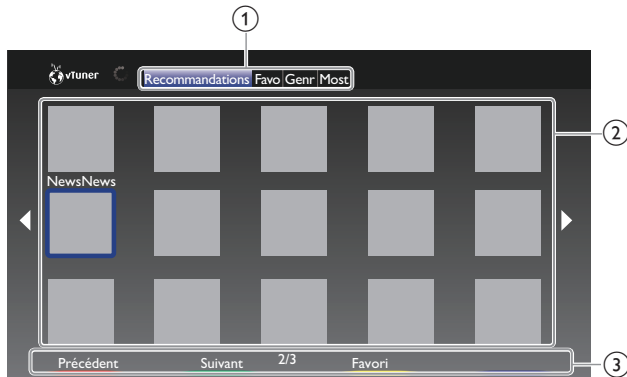 1
vTuner Recommandations Favo Genr Most
2
NewsNews
Précédent Suivant 2/3 Favori
3